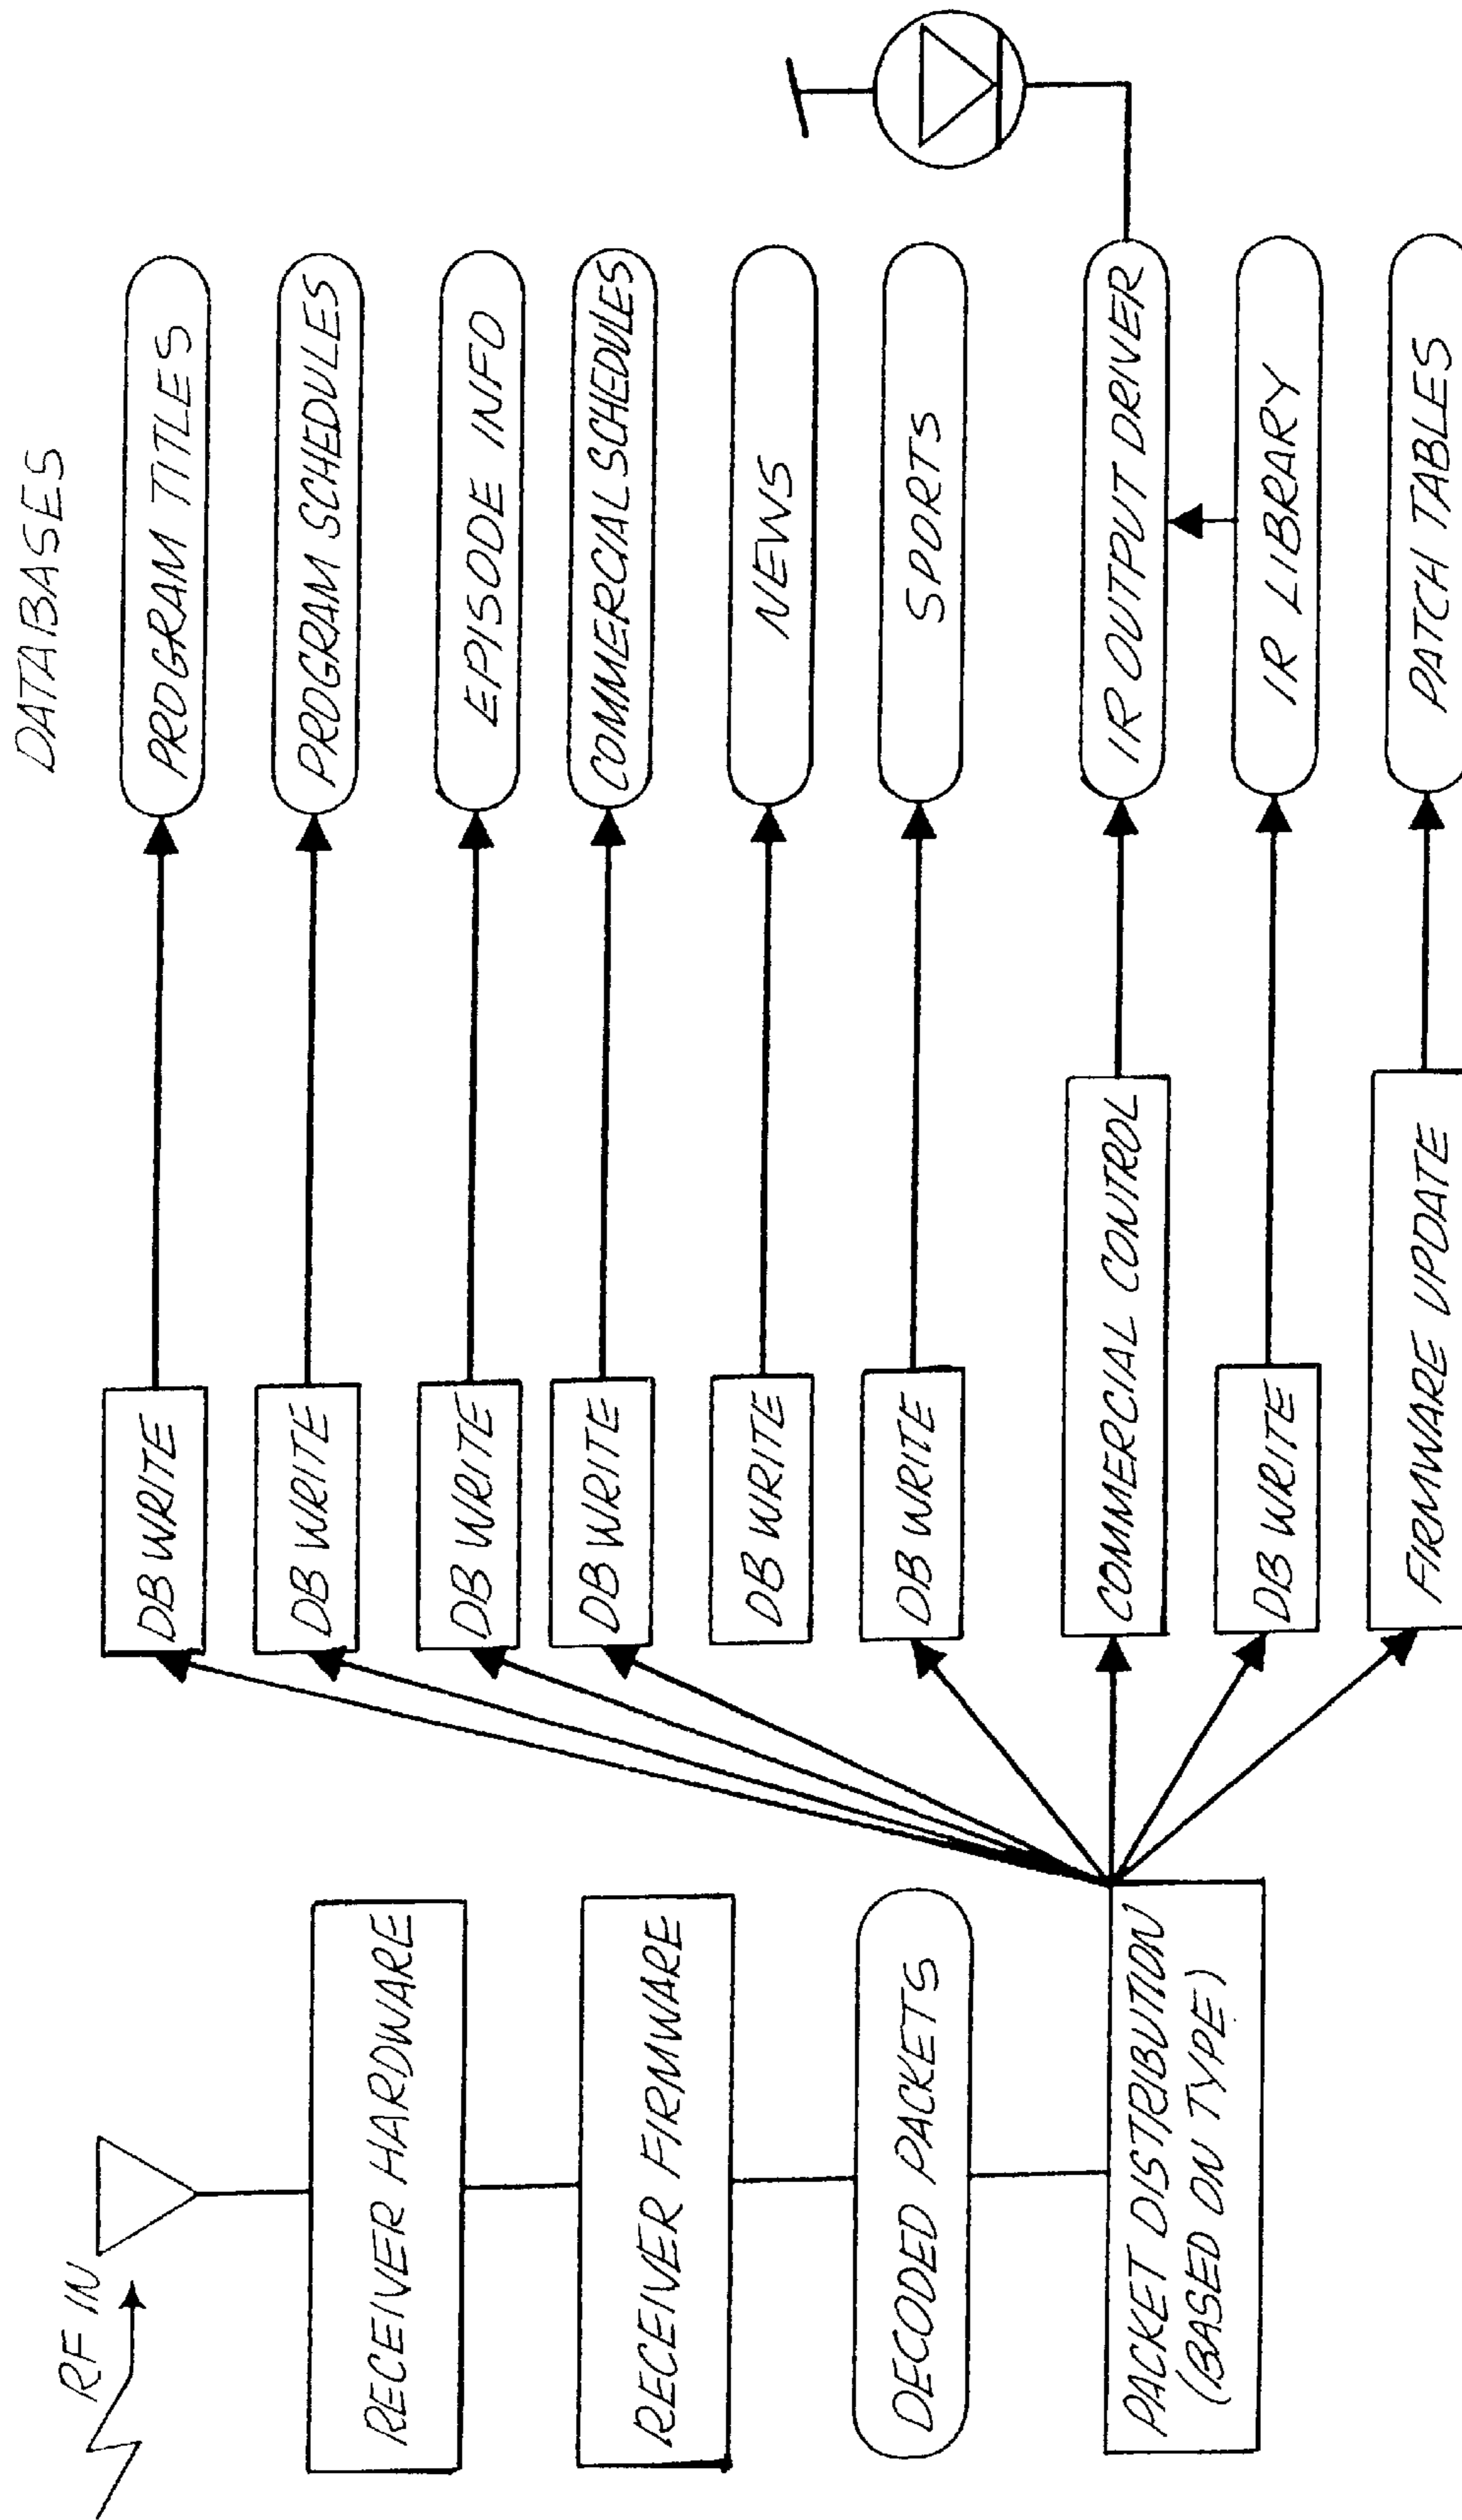 RF IN
RECEIVER HARDWARE
RECEIVER FIRMWARE
DECODED PACKETS
PACKET DISTRIBUTION
(BASED ON TYPE)
DB WRITE
DB WRITE
DB WRITE
DB WRITE
DB WRITE
DB WRITE
COMMERCIAL CONTROL
DB WRITE
FIRMWARE UPDATE
DATABASES
PROGRAM TITLES
PROGRAM SCHEDULES
EPISODE INFO
COMMERCIAL SCHEDULES
NEWS
SPORTS
IR OUTPUT DRIVER
IR LIBRARY
PATCH TABLES